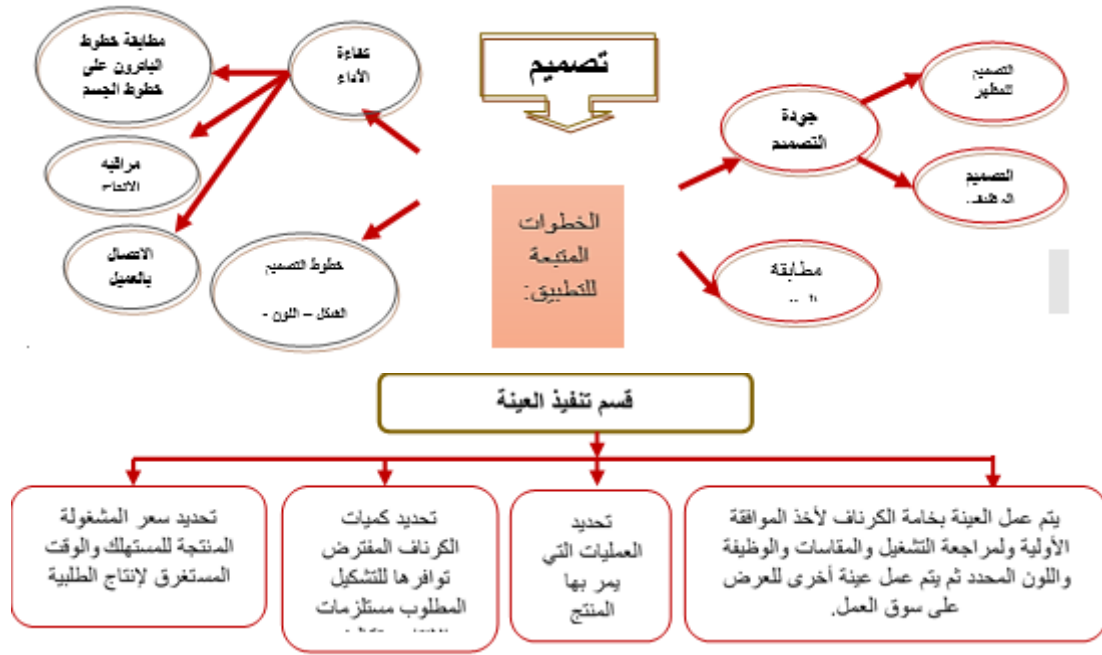 تصميم
الخطوات
المتبعة
للتطبيق:
جودة
التصميم
التصميم
المظهر
التصميم
مطابقة
كفاءة
الأداء
مطابقة خطوط
الباترون على
خطوط الجسم
مراقبه
الانتاج
الاتصال
بالعميل
خطوط التصميم
الشكل – اللون -
قسم تنفيذ العينة
يتم عمل العينة بخامة الكرناف لأخذ الموافقة
الأولية ولمراجعة التشغيل والمقاسات والوظيفة
واللون المحدد ثم يتم عمل عينة أخرى للعرض
على سوق العمل.
تحديد
العمليات التي
يمر بها
المنتج
تحديد كميات
الكرناف المفترض
توافرها للتشكيل
المطلوب مستلزمات
تحديد سعر المشغولة
المنتجة للمستهلك والوقت
المستغرق لإنتاج الطلبية